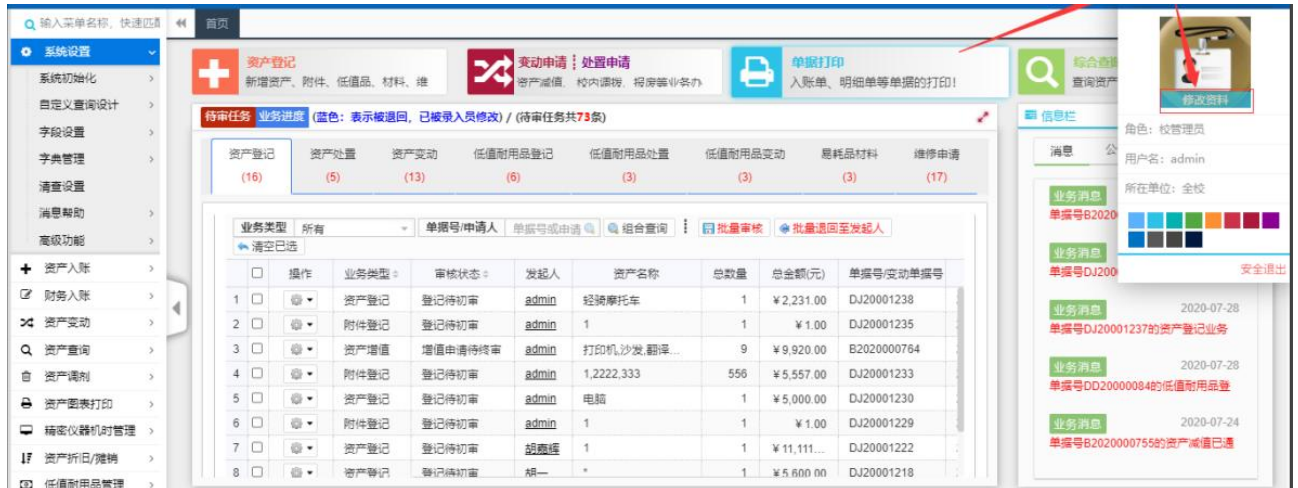 输入菜单名称，快速匹配
首页
系统设置
系统初始化
自定义查询设计
字段设置
字典管理
清查设置
消息帮助
高级功能
资产入账
财务入账
资产变动
资产查询
资产调剂
资产图表打印
精密仪器机时管理
资产折旧/摊销
低值耐用品管理
资产登记
新增资产、附件、低值品、材料、维
变动申请 处置申请
资产减值、校内调拨、报废等业务办
单据打印
入账单、明细单等单据的打印!
综合查询
查询资产
待审任务 业务进度 (蓝色：表示被退回，已被录入员修改) / (待审任务共73条)
资产登记 资产处置 资产变动 低值耐用品登记 低值耐用品处置 低值耐用品变动 易耗品材料 维修申请
(16) (5) (13) (6) (3) (3) (3) (17)
业务类型 所有 单据号/申请人 单据号或申请 组合查询 批量审核 批量退回至发起人
清空已选
操作 业务类型 审核状态 发起人 资产名称 总数量 总金额(元) 单据号/变动单据号
1 资产登记 登记待初审 admin 轻骑摩托车 1 ¥2,231.00 DJ20001238
2 附件登记 登记待初审 admin 1 1 ¥1.00 DJ20001235
3 资产增值 增值申请待终审 admin 打印机,沙发,翻译... 9 ¥9,920.00 B2020000764
4 附件登记 登记待初审 admin 1,2222,333 556 ¥5,557.00 DJ20001233
5 资产登记 登记待初审 admin 电脑 1 ¥5,000.00 DJ20001230
6 附件登记 登记待初审 admin 1 1 ¥1.00 DJ20001229
7 资产登记 登记待初审 胡嘉辉 1 1 ¥11,111... DJ20001222
8 资产登记 登记待初审 胡一 * 1 ¥5,600.00 DJ20001218
信息栏
消息 公
业务消息
单据号B2020
业务消息
单据号DJ200
业务消息 2020-07-28
单据号DJ20001237的资产登记业务
业务消息 2020-07-28
单据号DD20000084的低值耐用品登
业务消息 2020-07-24
单据号B2020000755的资产减值已通
修改资料
角色：校管理员
用户名：admin
所在单位：全校
安全退出